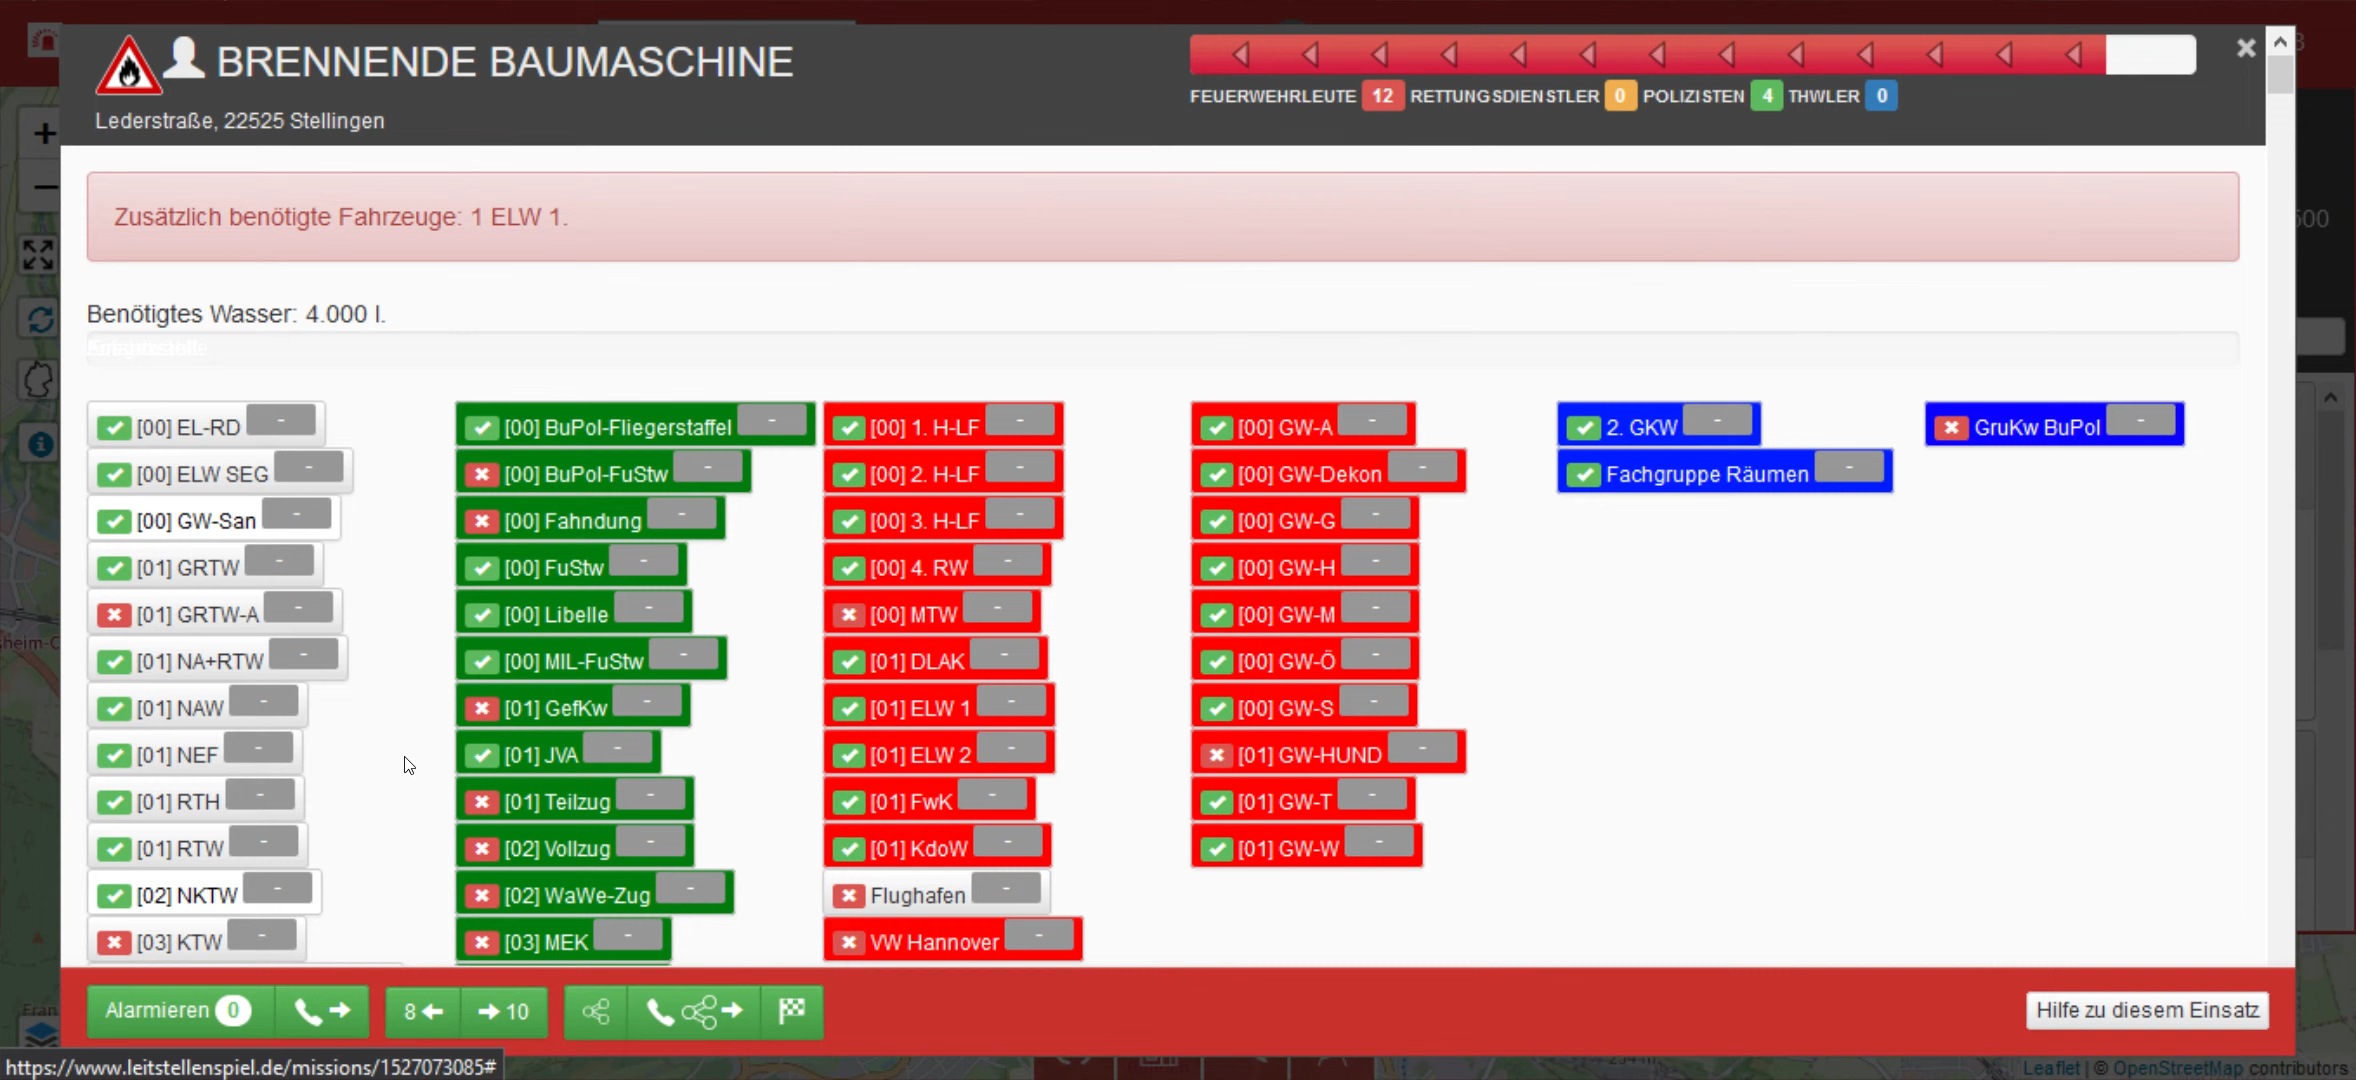 BRENNENDE BAUMASCHINE
Lederstraße, 22525 Stellingen
FEUERWEHRLEUTE 12 RETTUNGSDIENSTLER 0 POLIZISTEN 4 THWLER 0
Zusätzlich benötigte Fahrzeuge: 1 ELW 1.
Benötigtes Wasser: 4.000 l.
[00] EL-RD -
[00] ELW SEG -
[00] GW-San -
[01] GRTW -
[01] GRTW-A -
[01] NA+RTW -
[01] NAW -
[01] NEF -
[01] RTH -
[01] RTW -
[02] NKTW -
[03] KTW -
[00] BuPol-Fliegerstaffel -
[00] BuPol-FuStw -
[00] Fahndung -
[00] FuStw -
[00] Libelle -
[00] MIL-FuStw -
[01] GefKw -
[01] JVA -
[01] Teilzug -
[02] Vollzug -
[02] WaWe-Zug -
[03] MEK -
[00] 1. H-LF -
[00] 2. H-LF -
[00] 3. H-LF -
[00] 4. RW -
[00] MTW -
[01] DLAK -
[01] ELW 1 -
[01] ELW 2 -
[01] FwK -
[01] KdoW -
Flughafen -
VW Hannover -
[00] GW-A -
[00] GW-Dekon -
[00] GW-G -
[00] GW-H -
[00] GW-M -
[00] GW-Ö -
[00] GW-S -
[01] GW-HUND -
[01] GW-T -
[01] GW-W -
2. GKW -
Fachgruppe Räumen -
GruKw BuPol -
Alarmieren 0
8
10
Hilfe zu diesem Einsatz
https://www.leitstellenspiel.de/missions/1527073085#
Leaflet | © OpenStreetMap contributors